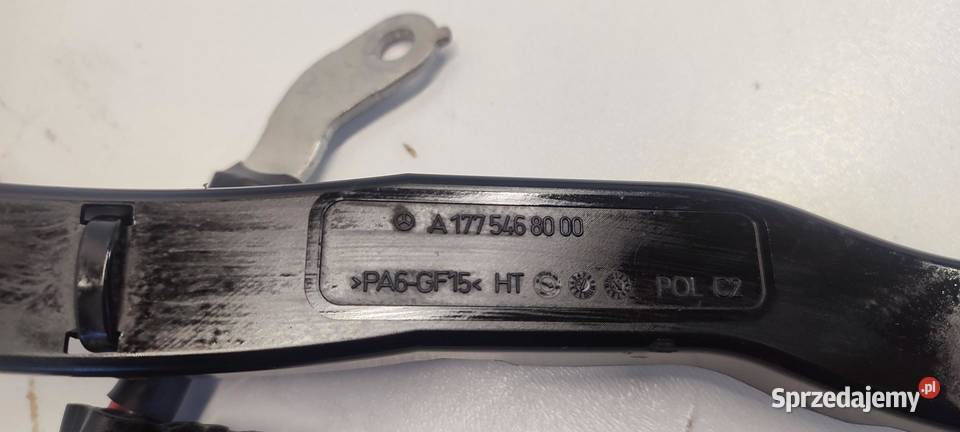 A 177 546 80 00
>PA6-GF15< HT POL C2
Sprzedajemy.pl